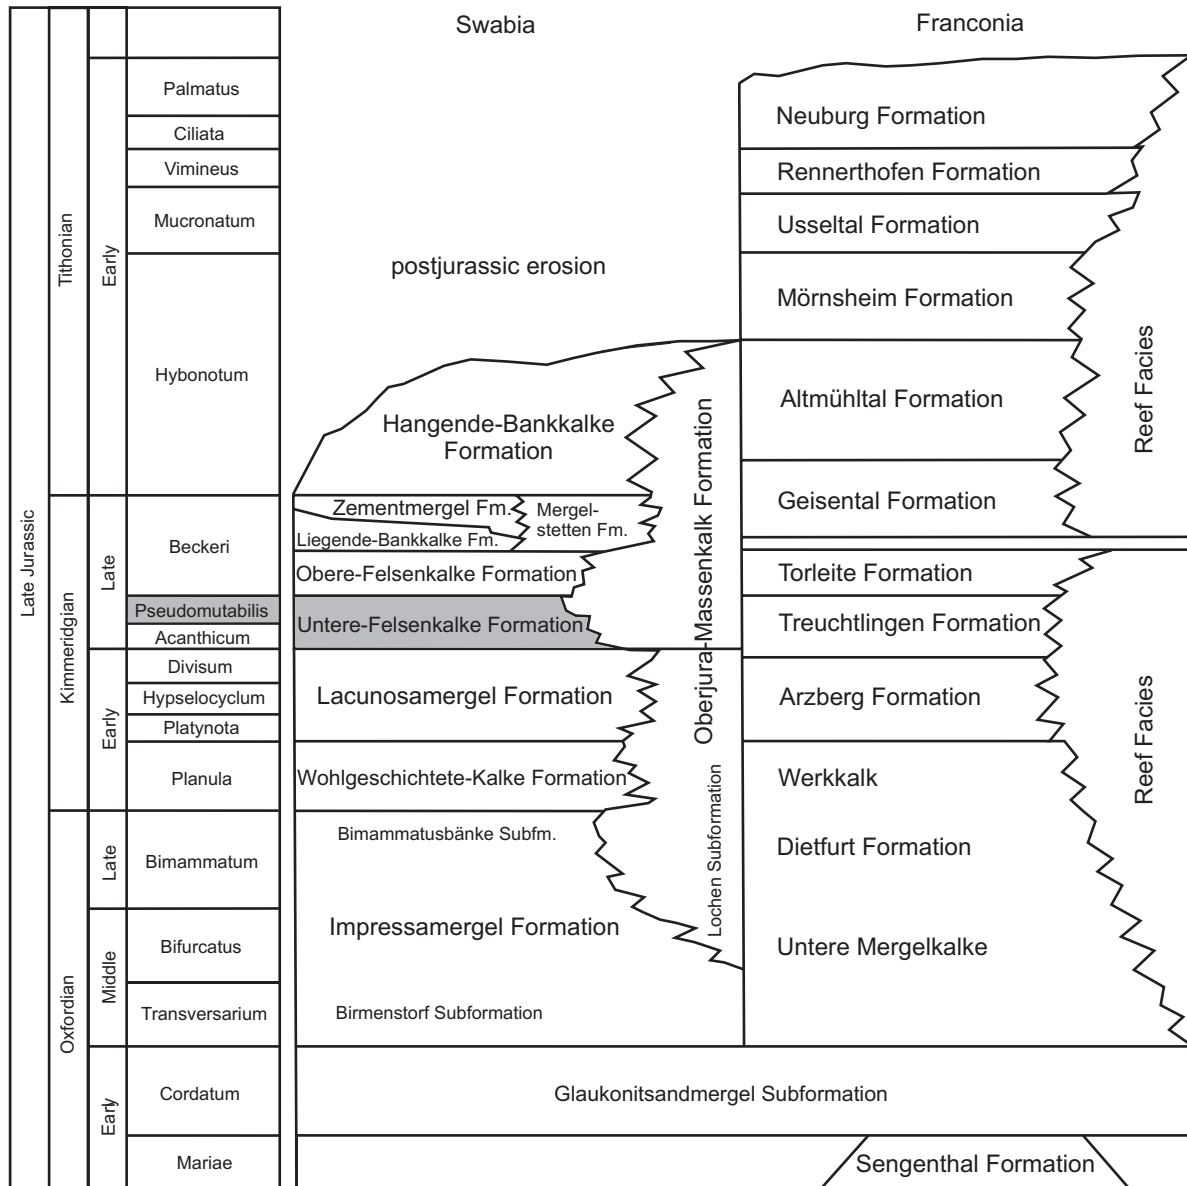 Swabia
Franconia
Late Jurassic
Tithonian
Kimmeridgian
Oxfordian
Early
Late
Early
Late
Middle
Early
Palmatus
Ciliata
Vimineus
Mucronatum
Hybonotum
Beckeri
Pseudomutabilis
Acanthicum
Divisum
Hypselocyclum
Platynota
Planula
Bimammatum
Bifurcatus
Transversarium
Cordatum
Mariae
postjurassic erosion
Hangende-Bankkalke
Formation
Zementmergel Fm.
Mergel-
stetten Fm.
Liegende-Bankkalke Fm.
Obere-Felsenkalke Formation
Untere-Felsenkalke Formation
Lacunosamergel Formation
Wohlgeschichtete-Kalke Formation
Bimammatusbänke Subfm.
Impressamergel Formation
Birmenstorf Subformation
Oberjura-Massenkalk Formation
Lochen Subformation
Neuburg Formation
Rennerthofen Formation
Usseltal Formation
Mörnsheim Formation
Altmühltal Formation
Geisental Formation
Torleite Formation
Treuchtlingen Formation
Arzberg Formation
Werkkalk
Dietfurt Formation
Untere Mergelkalke
Reef Facies
Reef Facies
Glaukonitsandmergel Subformation
Sengenthal Formation